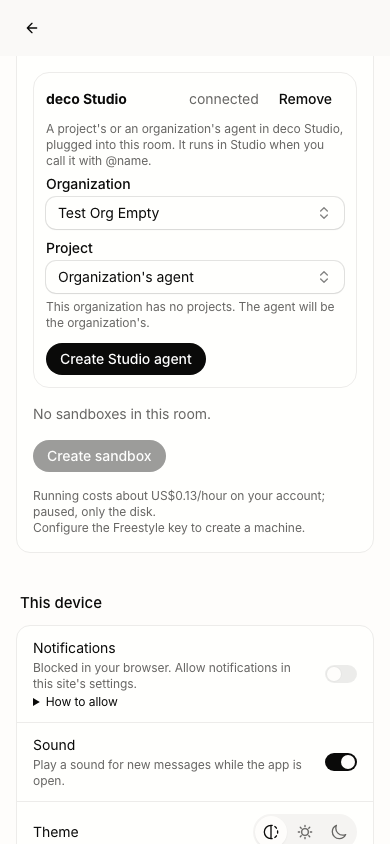 deco Studio connected Remove
A project's or an organization's agent in deco Studio,
plugged into this room. It runs in Studio when you
call it with @name.
Organization
Test Org Empty
Project
Organization's agent
This organization has no projects. The agent will be
the organization's.
Create Studio agent
No sandboxes in this room.
Create sandbox
Running costs about US$0.13/hour on your account;
paused, only the disk.
Configure the Freestyle key to create a machine.
This device
Notifications
Blocked in your browser. Allow notifications in
this site's settings.
How to allow
Sound
Play a sound for new messages while the app is
open.
Theme